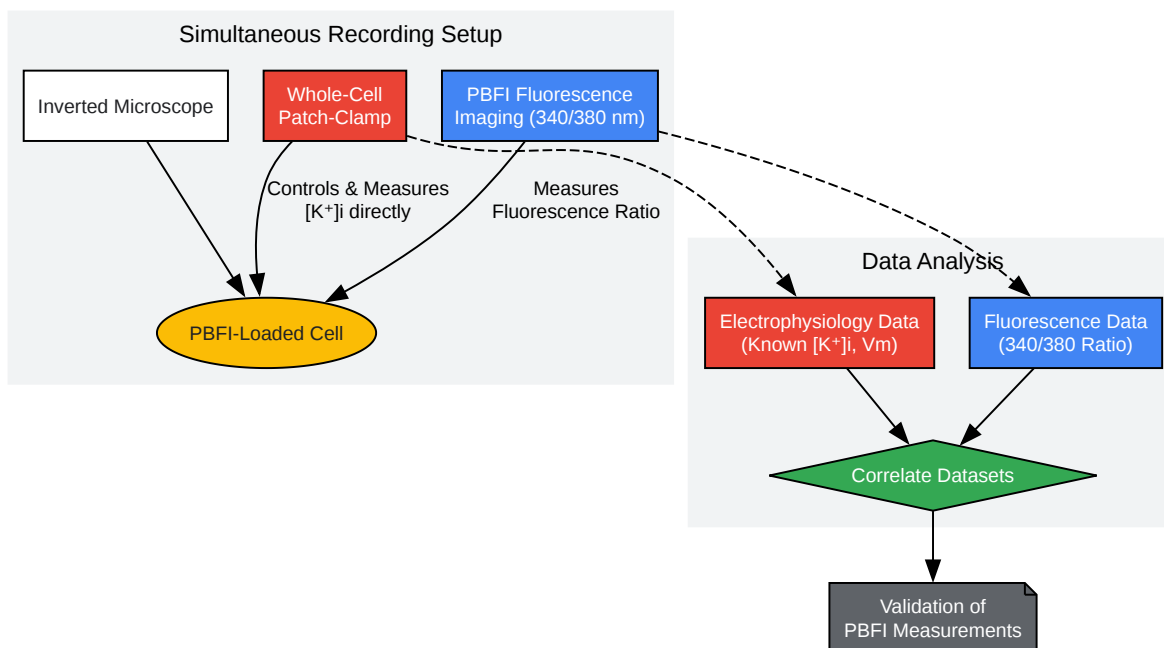 Simultaneous Recording Setup
Inverted Microscope
Whole-Cell
Patch-Clamp
PBFI Fluorescence
Imaging (340/380 nm)
Controls & Measures
[K⁺]i directly
Measures
Fluorescence Ratio
PBFI-Loaded Cell
Data Analysis
Electrophysiology Data
(Known [K⁺]i, Vm)
Fluorescence Data
(340/380 Ratio)
Correlate Datasets
Validation of
PBFI Measurements